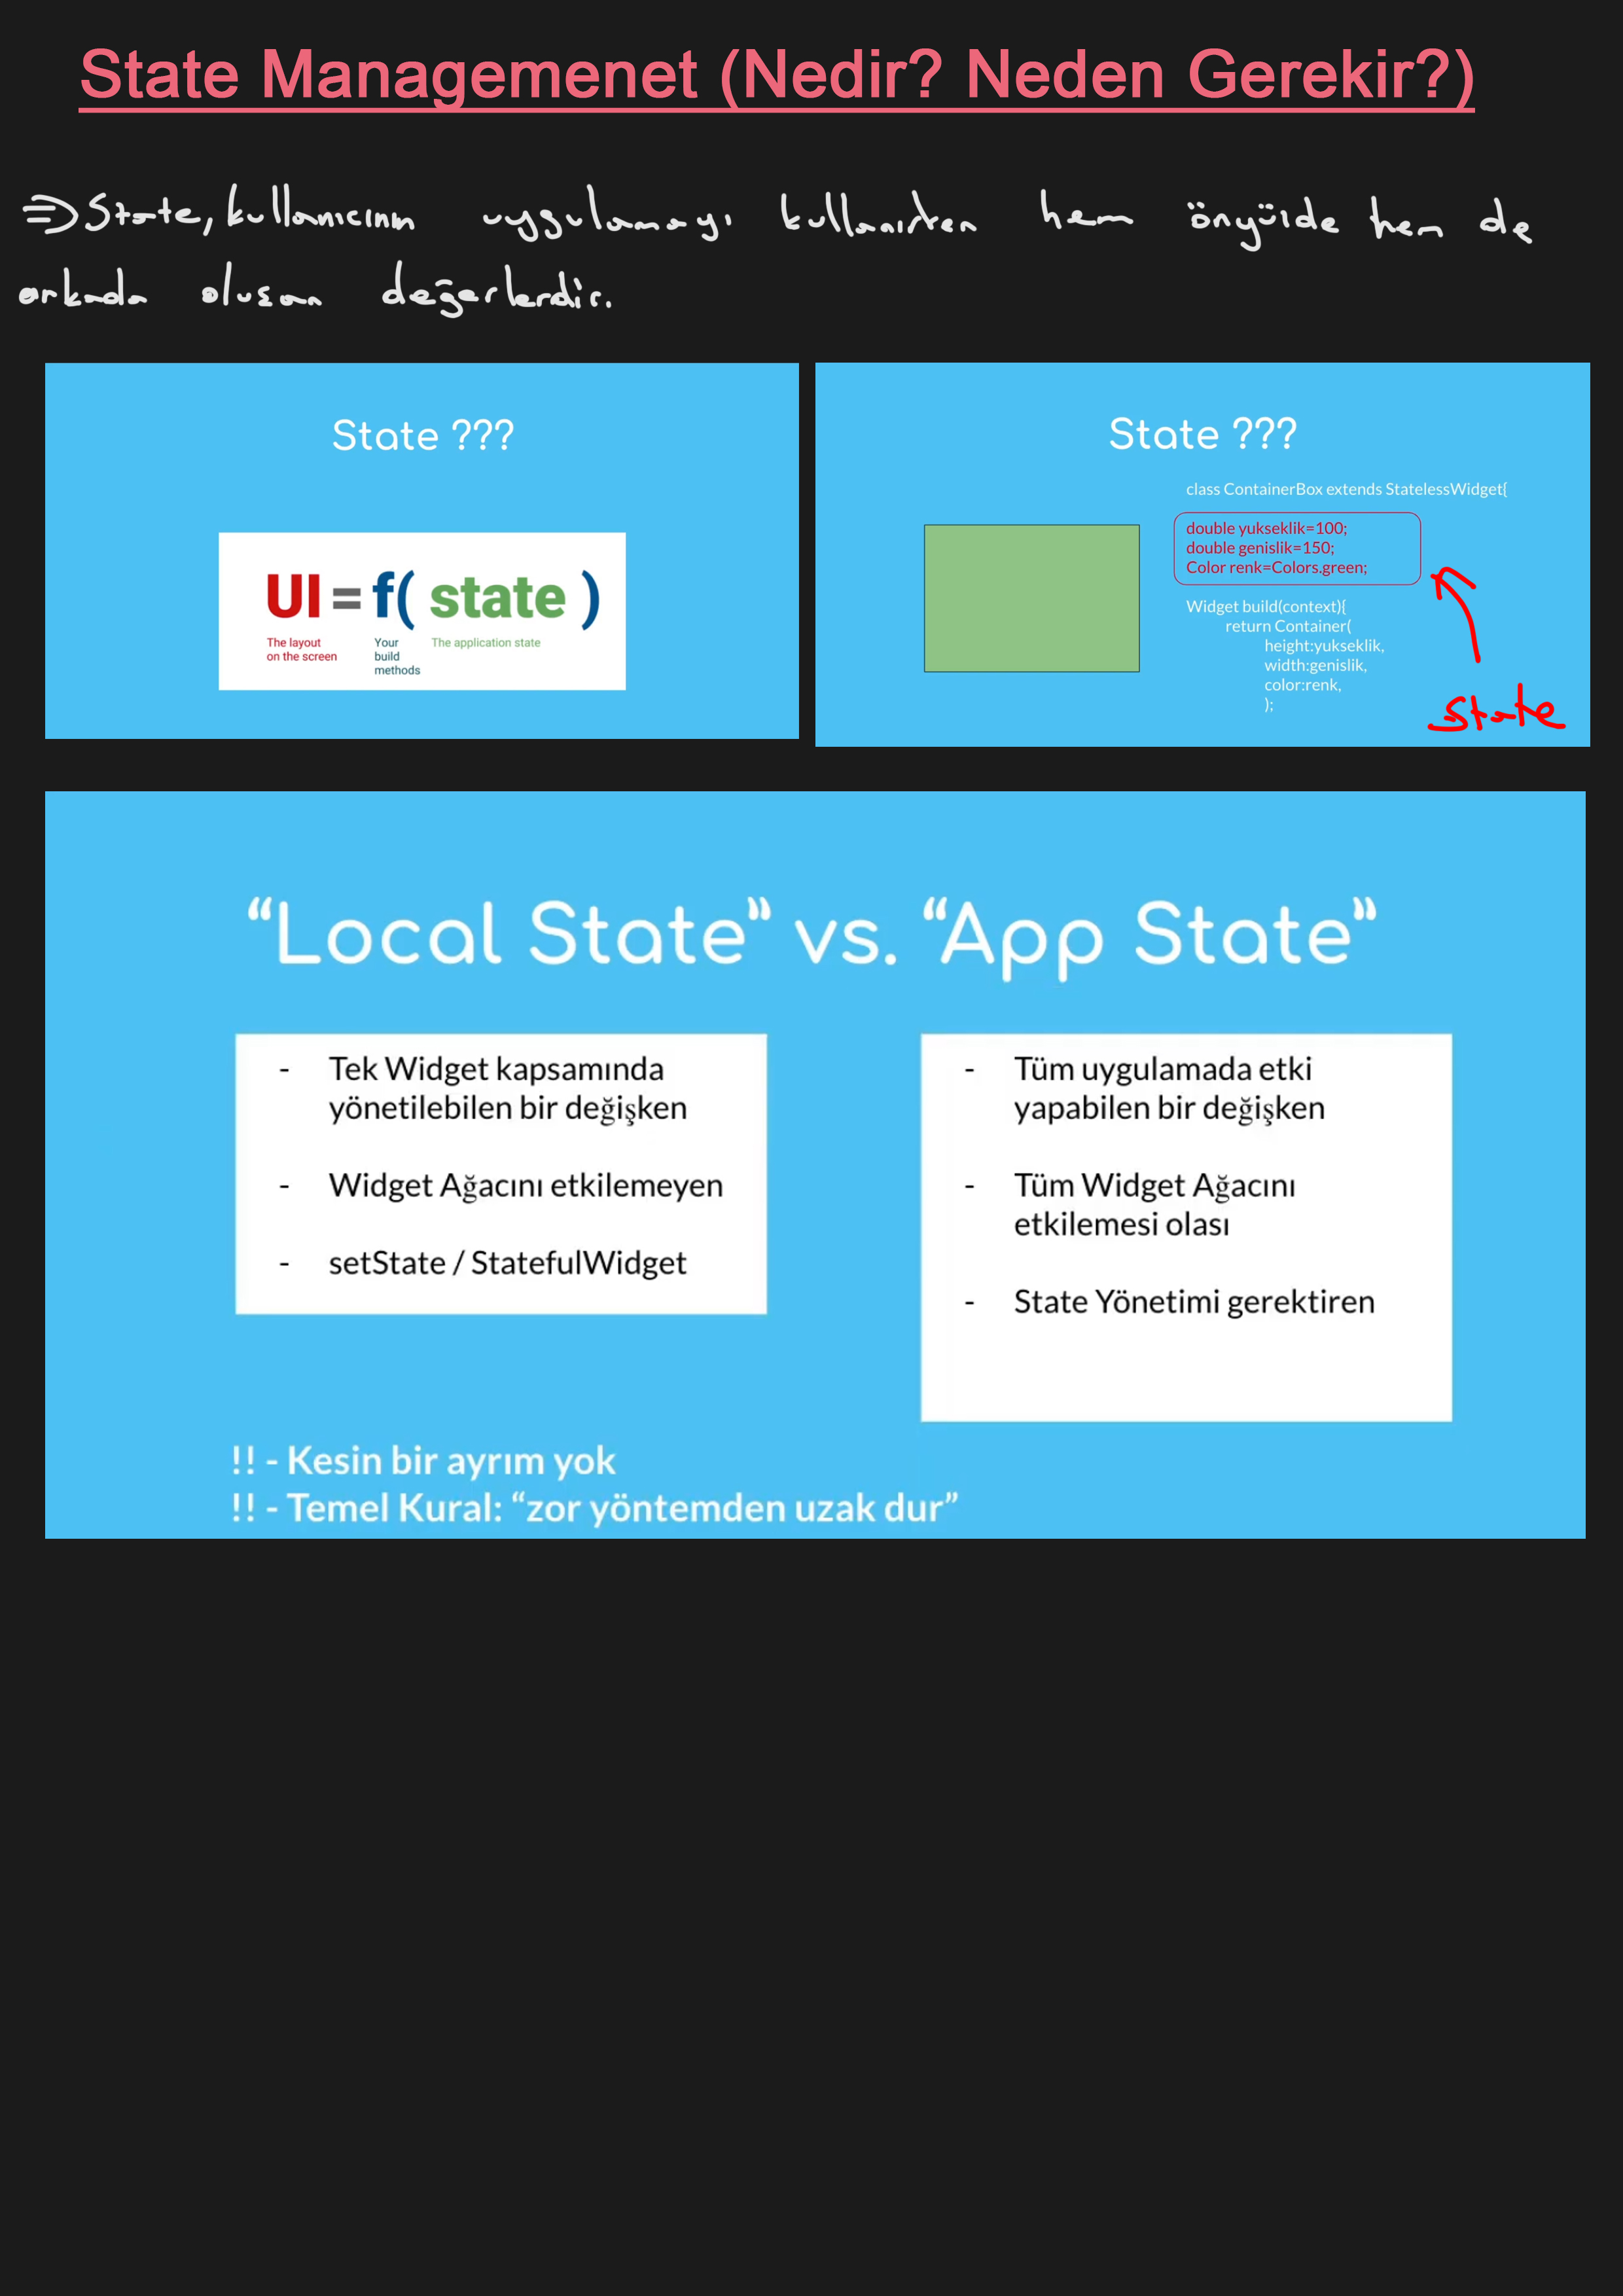 State Managemenet (Nedir? Neden Gerekir?)
⇒State, kullanıcının uygulamayı kullanırken hem önyüzde hem de
arkada oluşan değerlerdir.
State ???
UI = f( state )
The layout
on the screen
Your
build
methods
The application state
State ???
class ContainerBox extends StatelessWidget{
double yukseklik=100;
double genislik=150;
Color renk=Colors.green;
Widget build(context){
return Container(
height:yukseklik,
width:genislik,
color:renk,
);
State
“Local State” vs. “App State”
- Tek Widget kapsamında
yönetilebilen bir değişken
- Widget Ağacını etkilemeyen
- setState / StatefulWidget
- Tüm uygulamada etki
yapabilen bir değişken
- Tüm Widget Ağacını
etkilemesi olası
- State Yönetimi gerektiren
!! - Kesin bir ayrım yok
!! - Temel Kural: “zor yöntemden uzak dur”